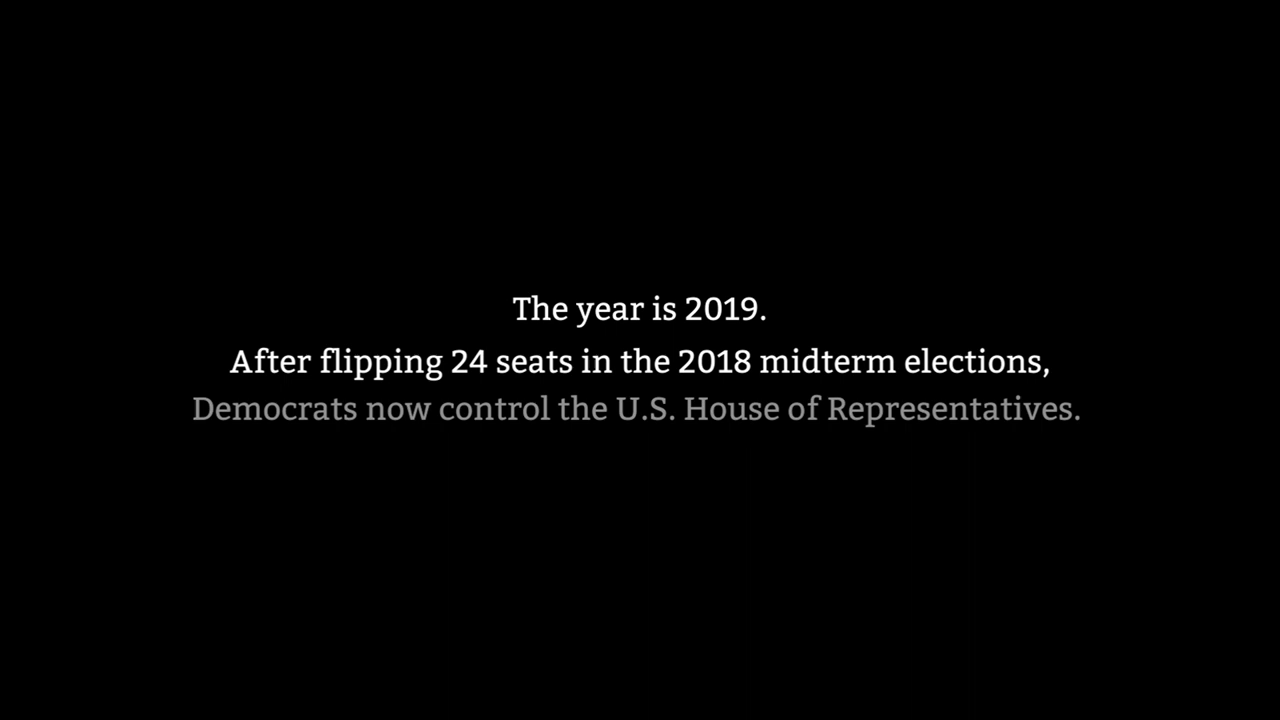 The year is 2019.
After flipping 24 seats in the 2018 midterm elections,
Democrats now control the U.S. House of Representatives.